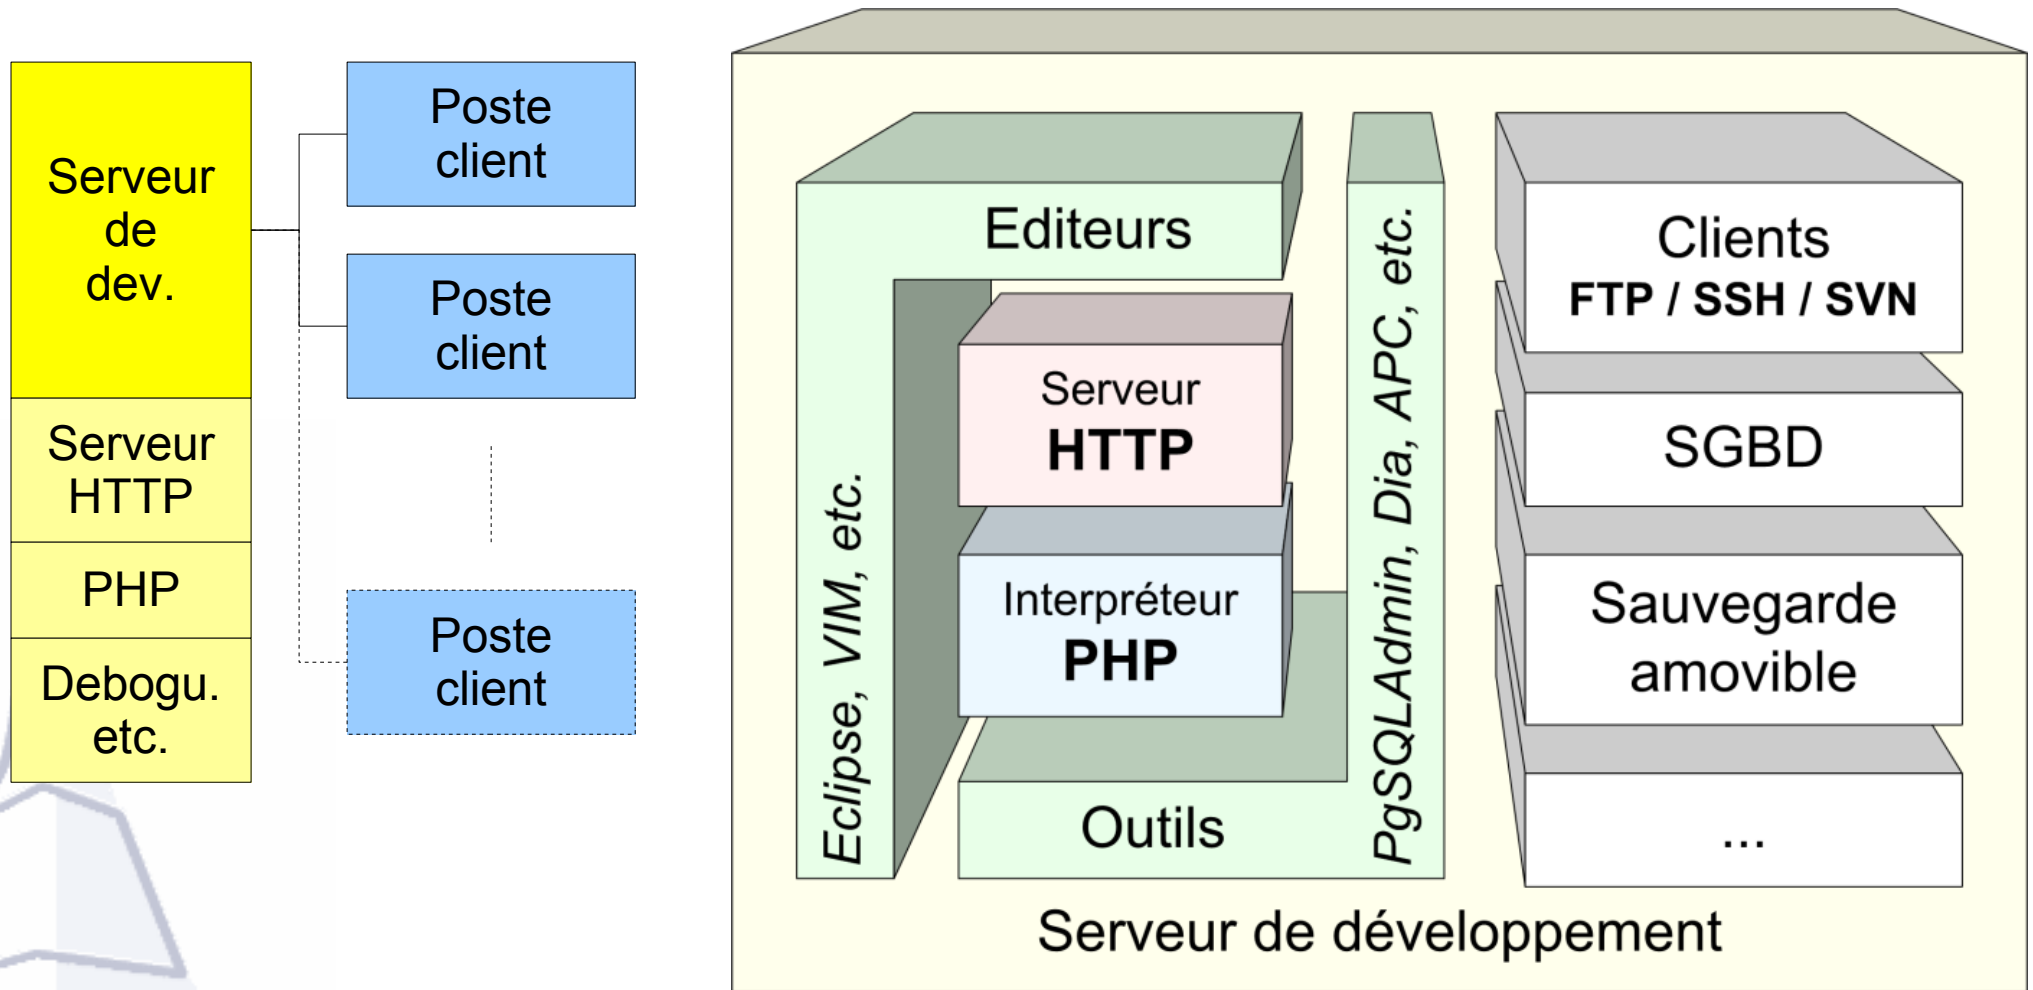 Serveur
de
dev.
Serveur
HTTP
PHP
Debogu.
etc.
Poste
client
Poste
client
Poste
client
Editeurs
Eclipse, VIM, etc.
Serveur
HTTP
Interpréteur
PHP
Outils
PgSQLAdmin, Dia, APC, etc.
Clients
FTP / SSH / SVN
SGBD
Sauvegarde
amovible
...
Serveur de développement